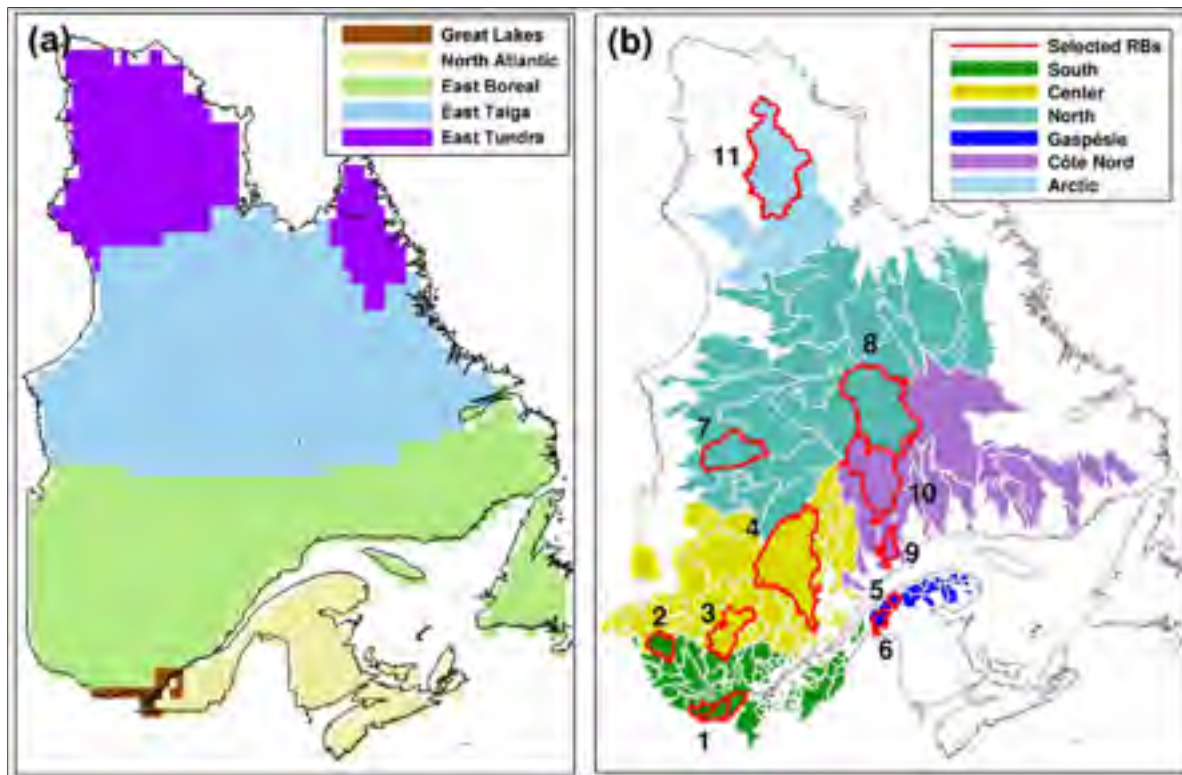 (a)
Great Lakes
North Atlantic
East Boreal
East Taiga
East Tundra
(b)
Selected RBs
South
Center
North
Gaspésie
Côte Nord
Arctic
11
8
7
10
4
9
5
3
2
6
1